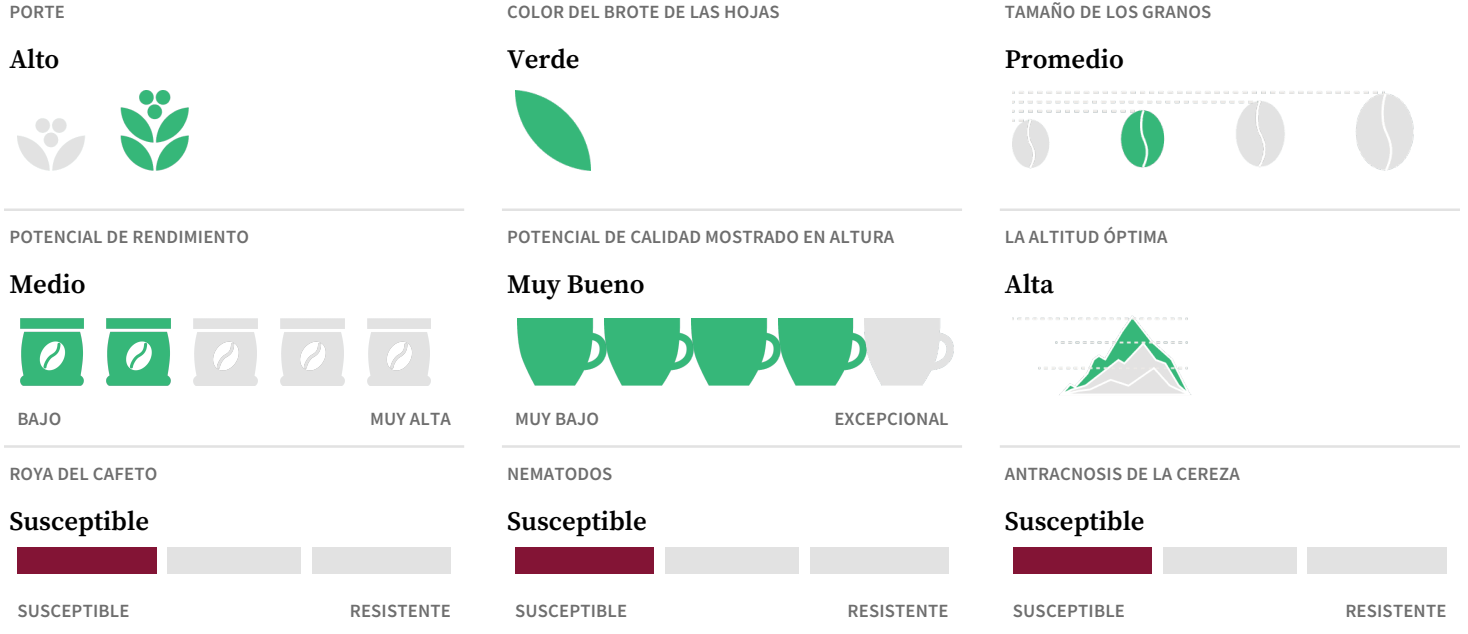 PORTE
Alto
COLOR DEL BROTE DE LAS HOJAS
Verde
TAMAÑO DE LOS GRANOS
Promedio
POTENCIAL DE RENDIMIENTO
Medio
BAJO
MUY ALTA
POTENCIAL DE CALIDAD MOSTRADO EN ALTURA
Muy Bueno
MUY BAJO
EXCEPCIONAL
LA ALTITUD ÓPTIMA
Alta
ROYA DEL CAFETO
Susceptible
SUSCEPTIBLE
RESISTENTE
NEMATODOS
Susceptible
SUSCEPTIBLE
RESISTENTE
ANTRACNOSIS DE LA CEREZA
Susceptible
SUSCEPTIBLE
RESISTENTE